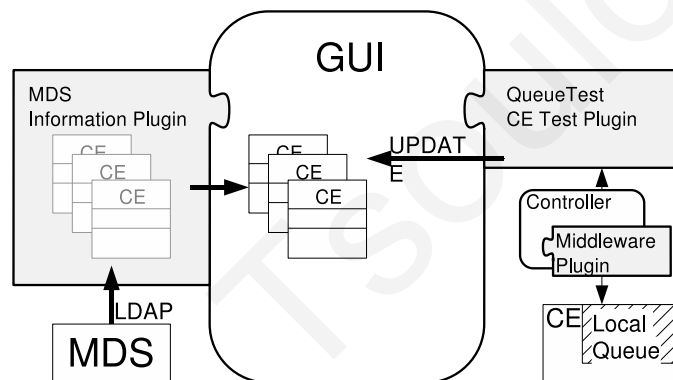 GUI
MDS
Information Plugin
CE
CE
CE
CE
CE
CE
UPDAT
E
QueueTest
CE Test Plugin
Controller
Middleware
Plugin
LDAP
MDS
CE
Local
Queue